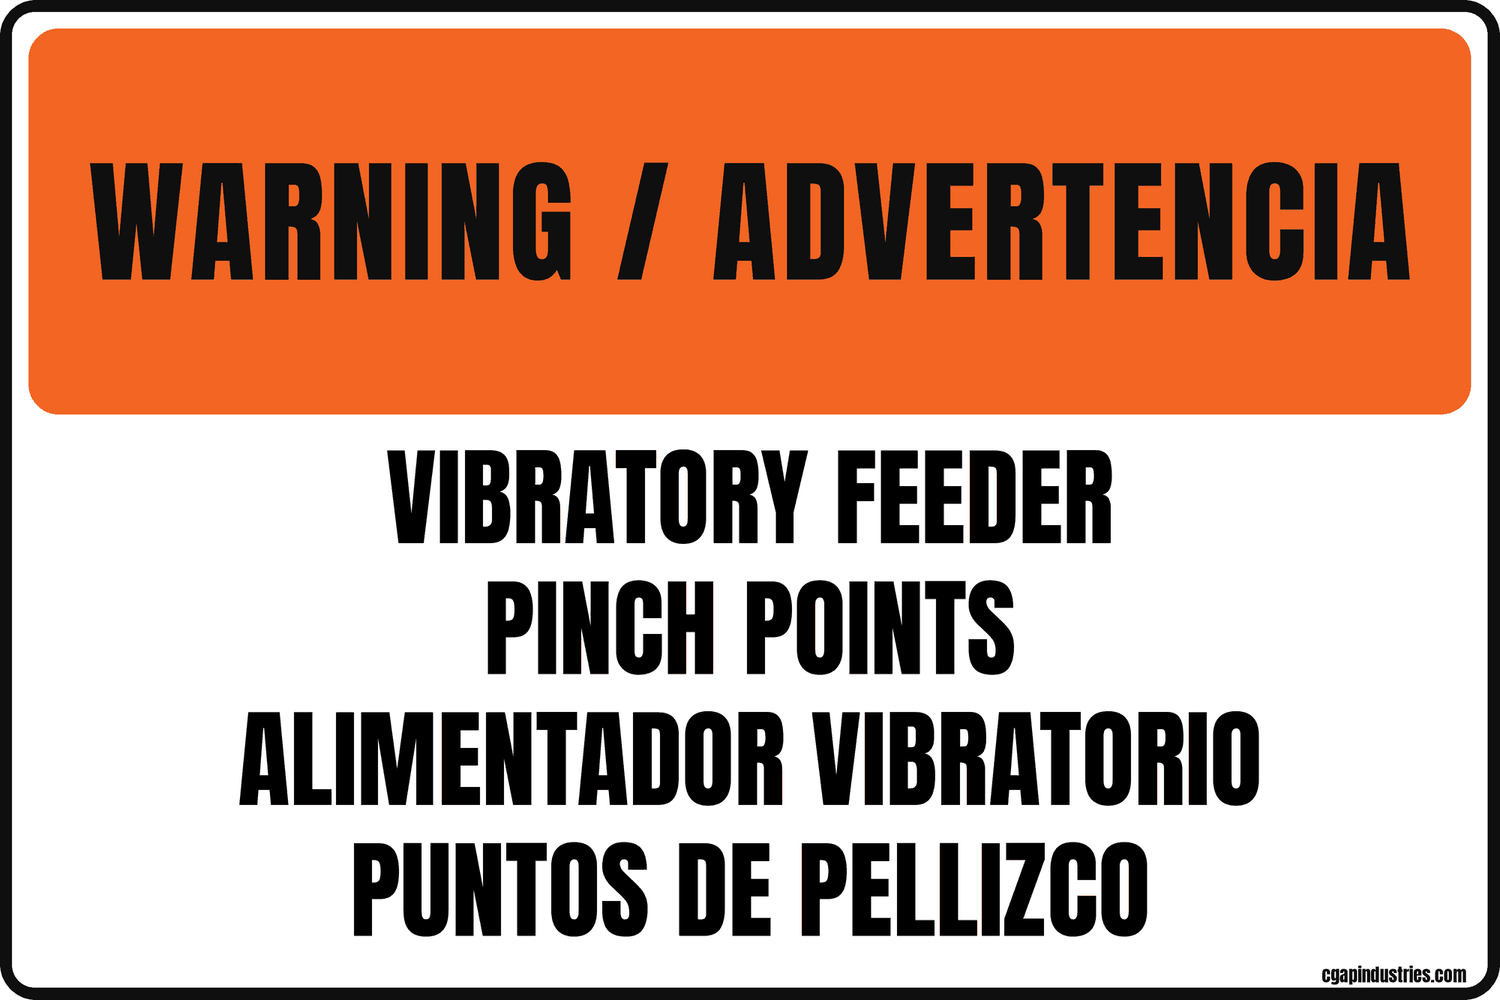 WARNING / ADVERTENCIA
VIBRATORY FEEDER
PINCH POINTS
ALIMENTADOR VIBRATORIO
PUNTOS DE PELLIZCO
cgapindustries.com